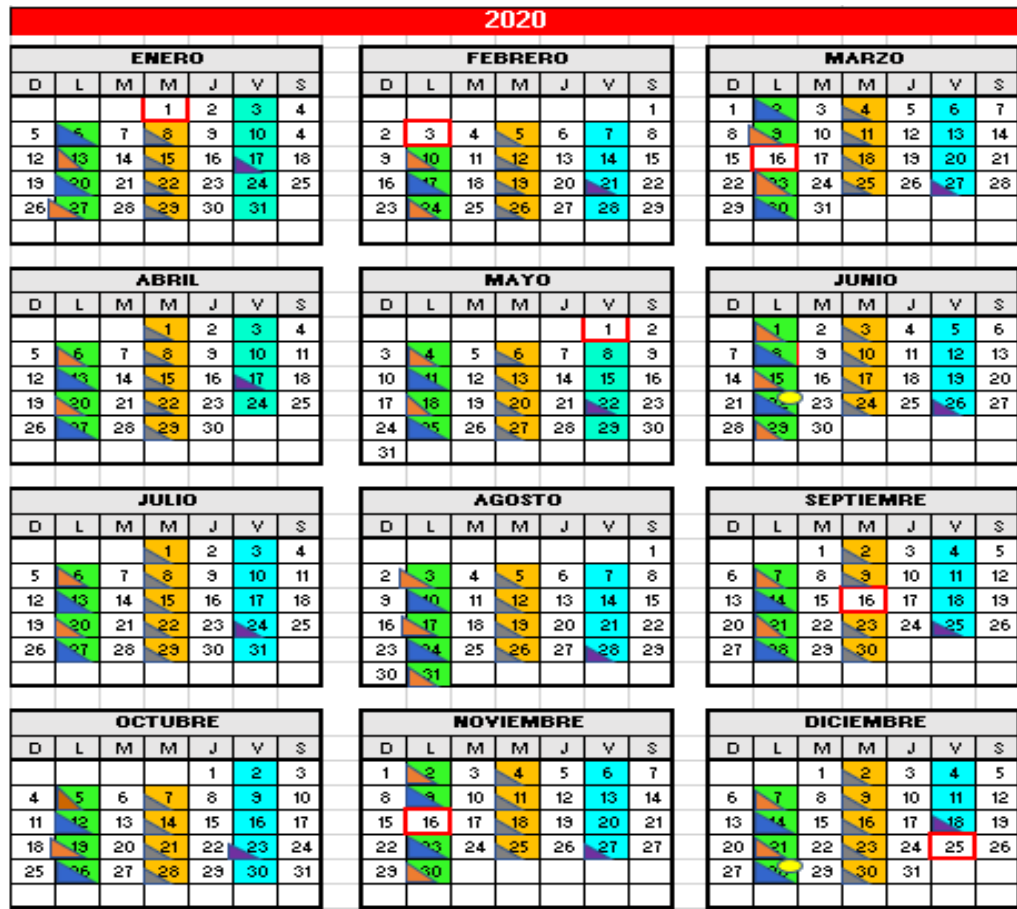 2020
ENERO
D L M M J V S
1 2 3 4
5 6 7 8 9 10 4
12 13 14 15 16 17 18
19 20 21 22 23 24 25
26 27 28 29 30 31
FEBRERO
D L M M J V S
1
2 3 4 5 6 7 8
9 10 11 12 13 14 15
16 17 18 19 20 21 22
23 24 25 26 27 28 29
MARZO
D L M M J V S
1 2 3 4 5 6 7
8 9 10 11 12 13 14
15 16 17 18 19 20 21
22 23 24 25 26 27 28
29 30 31
ABRIL
D L M M J V S
1 2 3 4
5 6 7 8 9 10 11
12 13 14 15 16 17 18
19 20 21 22 23 24 25
26 27 28 29 30
MAYO
D L M M J V S
1 2
3 4 5 6 7 8 9
10 11 12 13 14 15 16
17 18 19 20 21 22 23
24 25 26 27 28 29 30
31
JUNIO
D L M M J V S
1 2 3 4 5 6
7 8 9 10 11 12 13
14 15 16 17 18 19 20
21 23 24 25 26 27
28 29 30
JULIO
D L M M J V S
1 2 3 4
5 6 7 8 9 10 11
12 13 14 15 16 17 18
19 20 21 22 23 24 25
26 27 28 29 30 31
AGOSTO
D L M M J V S
1
2 3 4 5 6 7 8
9 10 11 12 13 14 15
16 17 18 19 20 21 22
23 24 25 26 27 28 29
30 31
SEPTIEMRE
D L M M J V S
1 2 3 4 5
6 7 8 9 10 11 12
13 14 15 16 17 18 19
20 21 22 23 24 25 26
27 28 29 30
OCTUBRE
D L M M J V S
1 2 3
4 5 6 7 8 9 10
11 12 13 14 15 16 17
18 19 20 21 22 23 24
25 26 27 28 29 30 31
NOVIEMBRE
D L M M J V S
1 2 3 4 5 6 7
8 9 10 11 12 13 14
15 16 17 18 19 20 21
22 23 24 25 26 27 27
29 30
DICIEMBRE
D L M M J V S
1 2 3 4 5
6 7 8 9 10 11 12
13 14 15 16 17 18 19
20 21 22 23 24 25 26
27 29 30 31